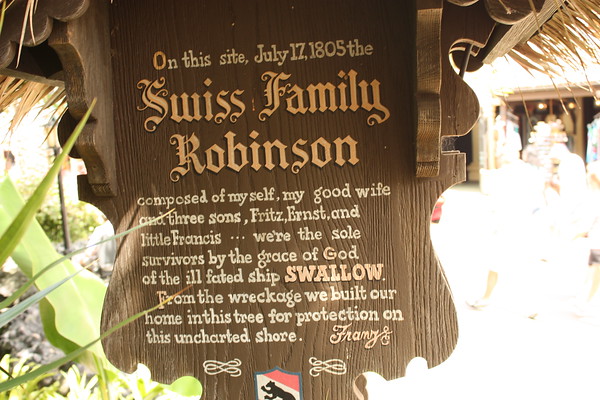 On this site, July 17, 1805 the
Swiss Family
Robinson
composed of myself, my good wife
and three sons, Fritz, Ernst, and
little Francis ... we're the sole
survivors by the grace of God
of the ill fated ship SWALLOW.
From the wreckage we built our
home in this tree for protection on
this uncharted shore. Franz